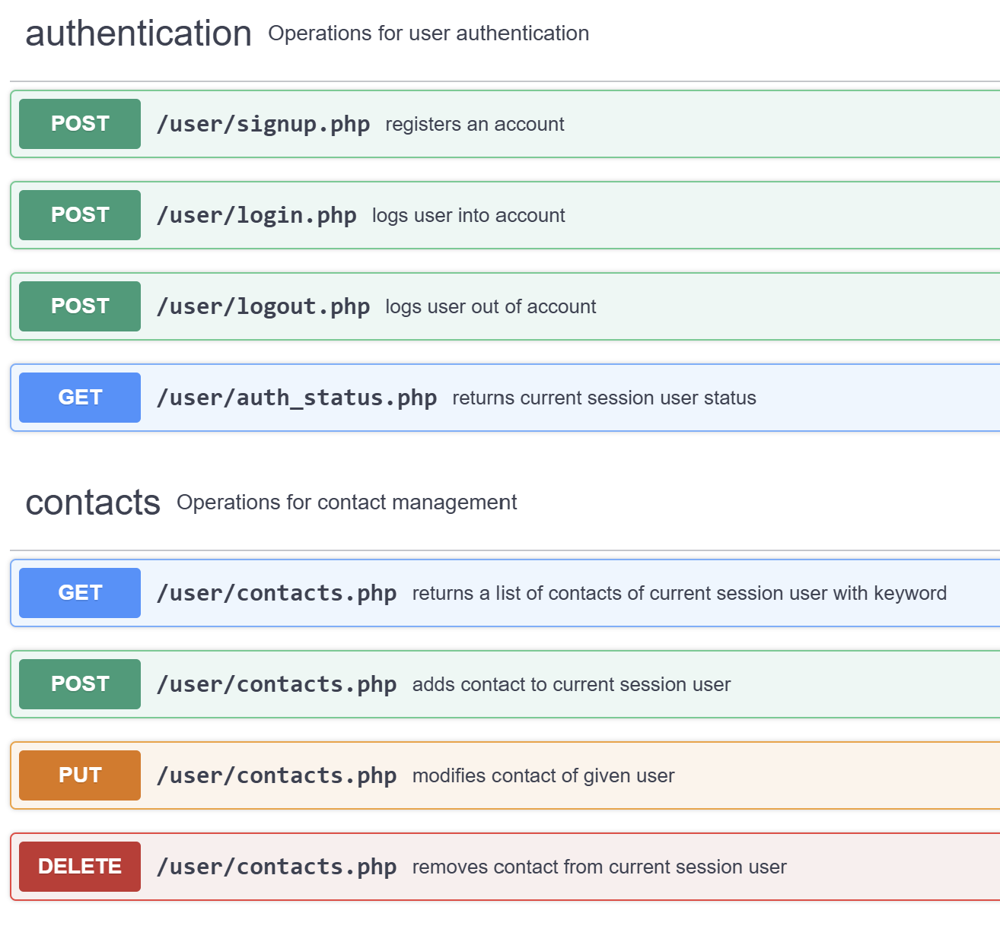 authentication Operations for user authentication
POST /user/signup.php registers an account
POST /user/login.php logs user into account
POST /user/logout.php logs user out of account
GET /user/auth_status.php returns current session user status
contacts Operations for contact management
GET /user/contacts.php returns a list of contacts of current session user with keyword
POST /user/contacts.php adds contact to current session user
PUT /user/contacts.php modifies contact of given user
DELETE /user/contacts.php removes contact from current session user